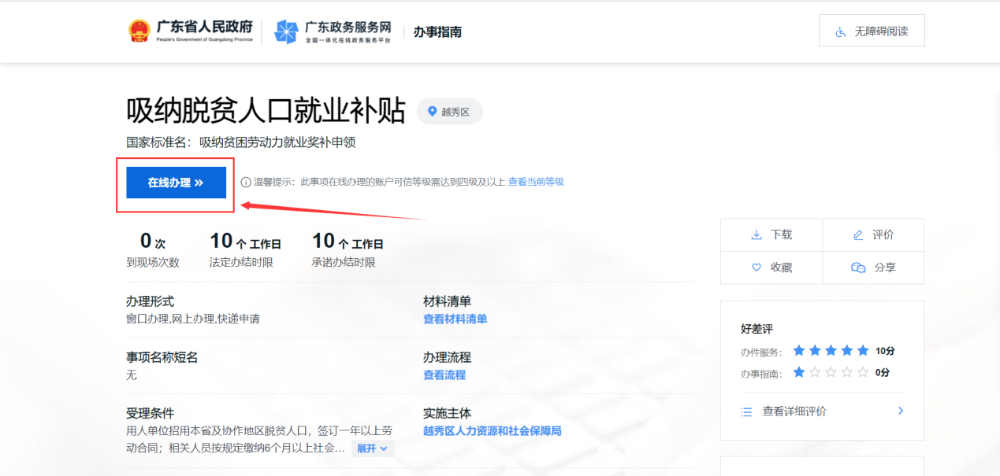 广东省人民政府
People's Government of Guangdong Province
广东政务服务网
全国一体化在线政务服务平台
办事指南
无障碍阅读
吸纳脱贫人口就业补贴
越秀区
国家标准名： 吸纳贫困劳动力就业奖补申领
在线办理 »
温馨提示：此事项在线办理的账户可信等级需达到四级及以上 查看当前等级
0 次
到现场次数
10 个 工作日
法定办结时限
10 个 工作日
承诺办结时限
下载
评价
收藏
分享
办理形式
窗口办理,网上办理,快递申请
材料清单
查看材料清单
事项名称短名
无
办理流程
查看流程
受理条件
用人单位招用本省及协作地区脱贫人口，签订一年以上劳
动合同；相关人员按规定缴纳6个月以上社会... 展开
实施主体
越秀区人力资源和社会保障局
好差评
办件服务： 10分
办事指南： 0分
查看详细评价